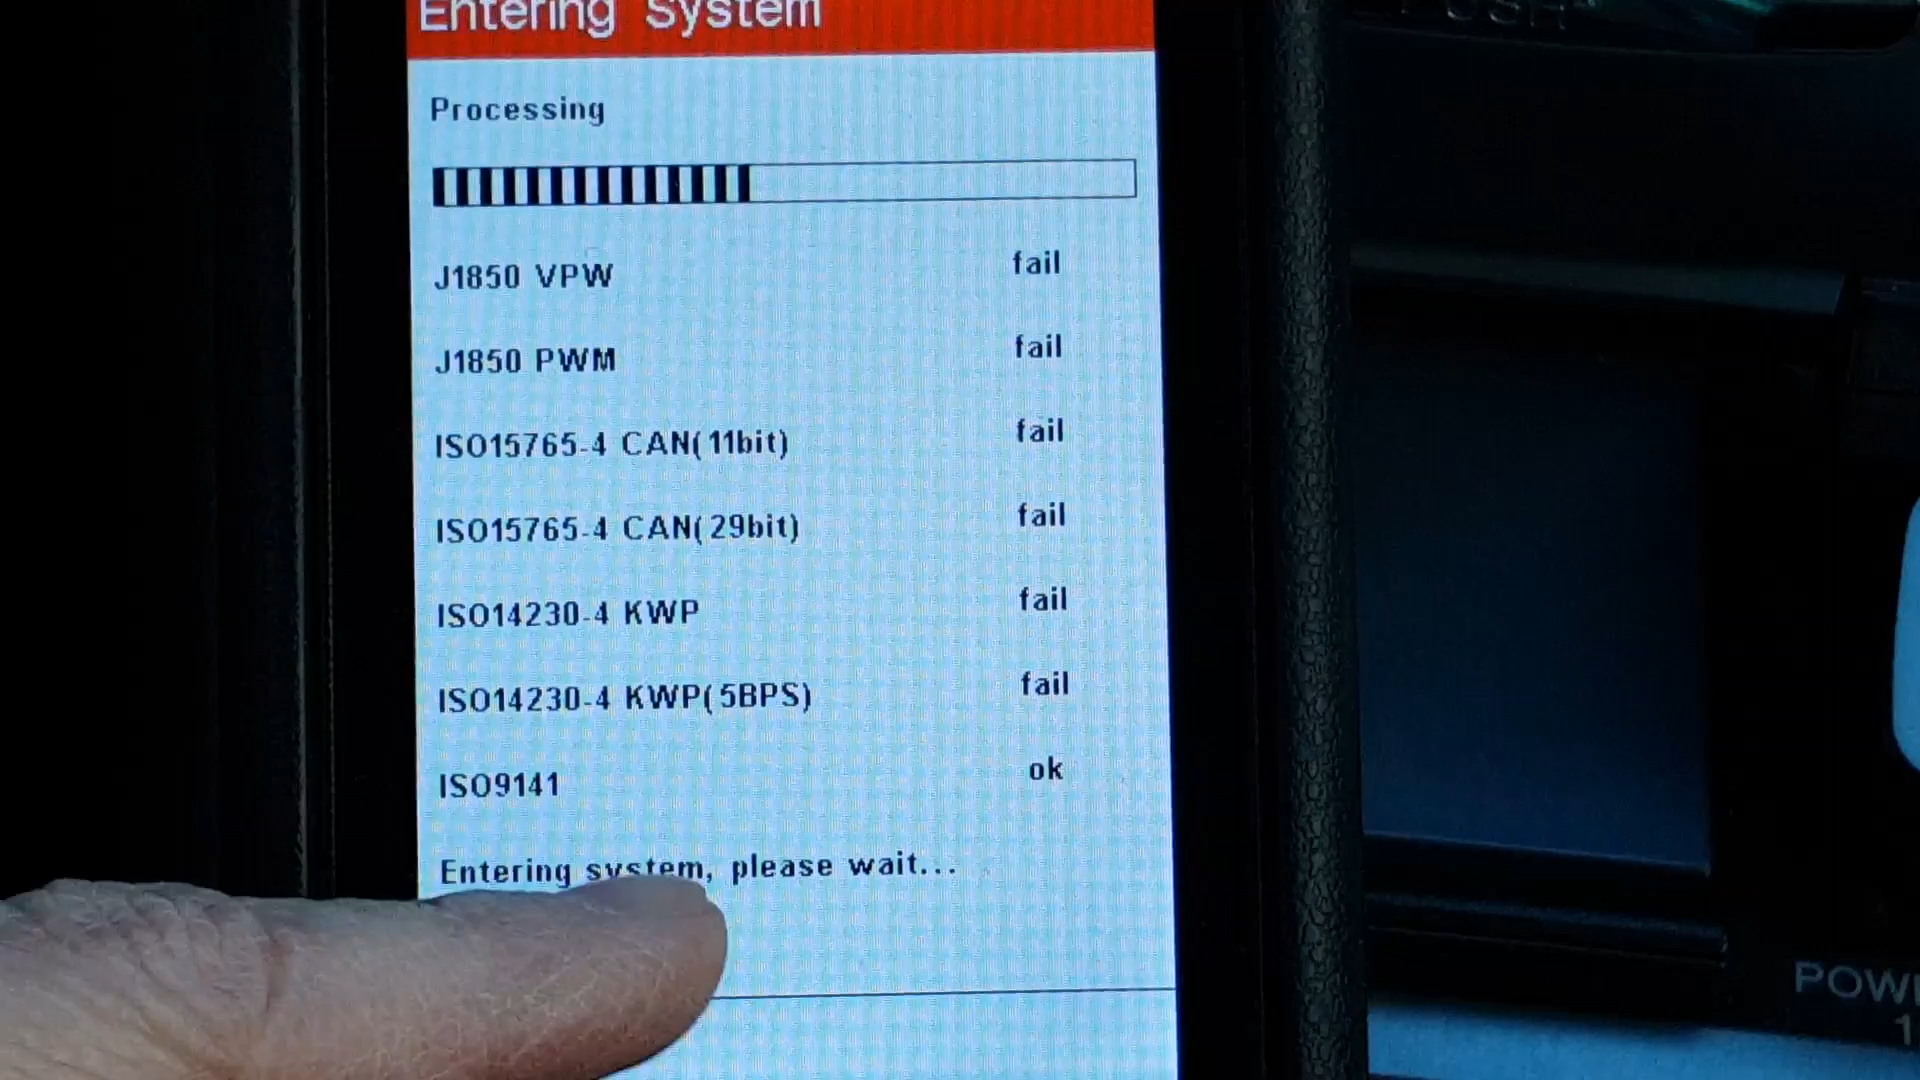 Entering System
Processing
J1850 VPW fail
J1850 PWM fail
ISO15765-4 CAN(11bit) fail
ISO15765-4 CAN(29bit) fail
ISO14230-4 KWP fail
ISO14230-4 KWP(5BPS) fail
ISO9141 ok
Entering system, please wait...
PUSH